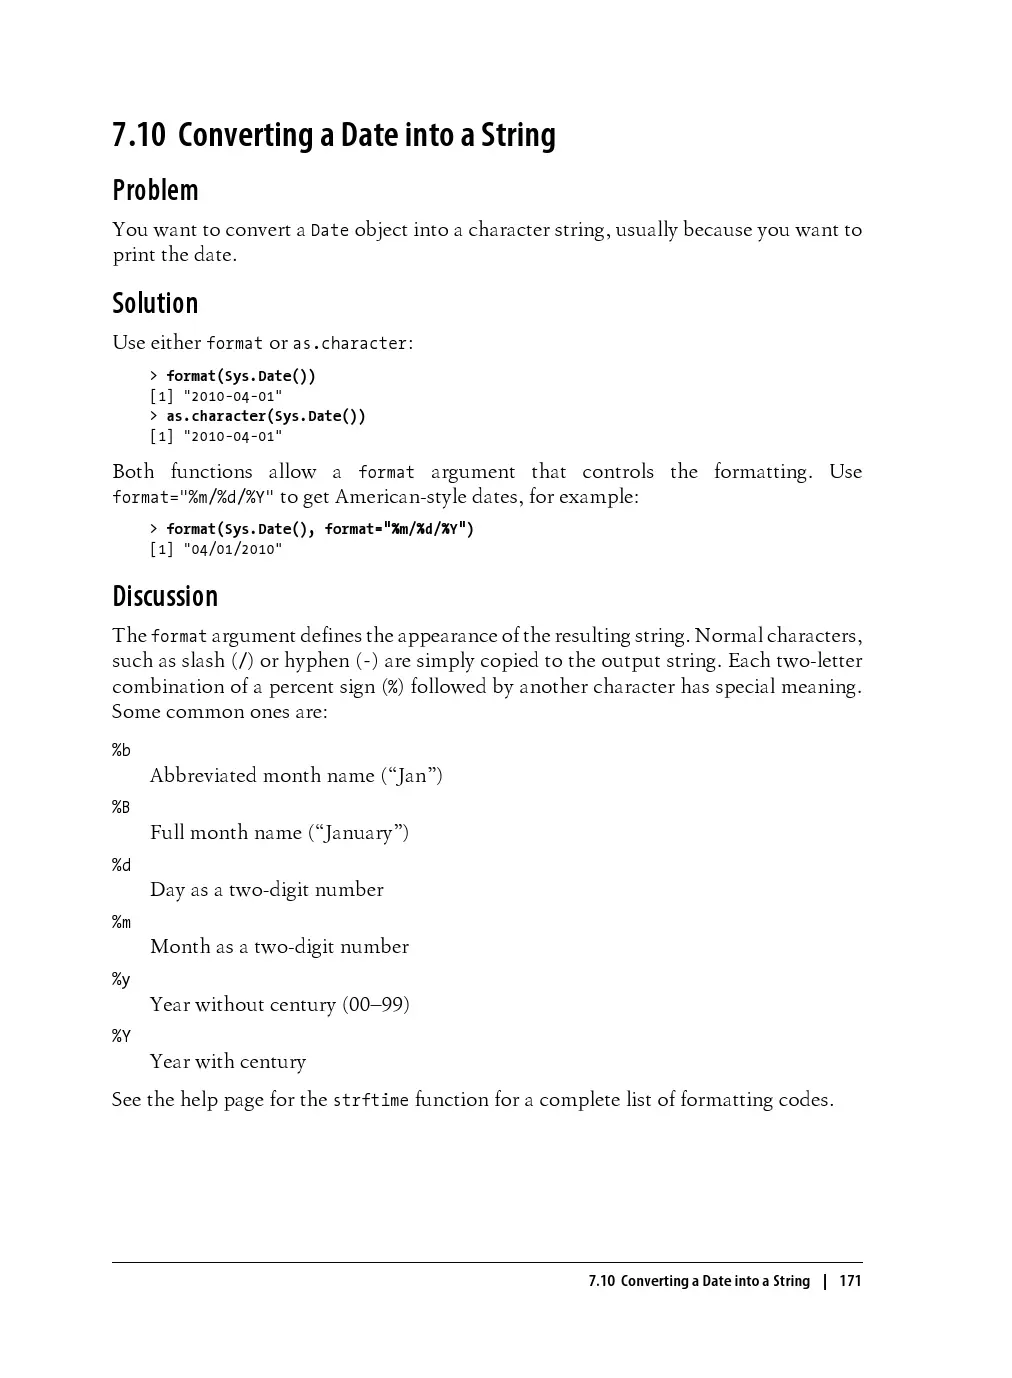 7.10 Converting a Date into a String
Problem
You want to convert a Date object into a character string, usually because you want to
print the date.
Solution
Use either format or as.character:
> format(Sys.Date())
[1] "2010-04-01"
> as.character(Sys.Date())
[1] "2010-04-01"
Both functions allow a format argument that controls the formatting. Use
format="%m/%d/%Y" to get American-style dates, for example:
> format(Sys.Date(), format="%m/%d/%Y")
[1] "04/01/2010"
Discussion
The format argument defines the appearance of the resulting string. Normal characters,
such as slash (/) or hyphen (-) are simply copied to the output string. Each two-letter
combination of a percent sign (%) followed by another character has special meaning.
Some common ones are:
%b
Abbreviated month name (“Jan”)
%B
Full month name (“January”)
%d
Day as a two-digit number
%m
Month as a two-digit number
%y
Year without century (00–99)
%Y
Year with century
See the help page for the strftime function for a complete list of formatting codes.
7.10 Converting a Date into a String | 171